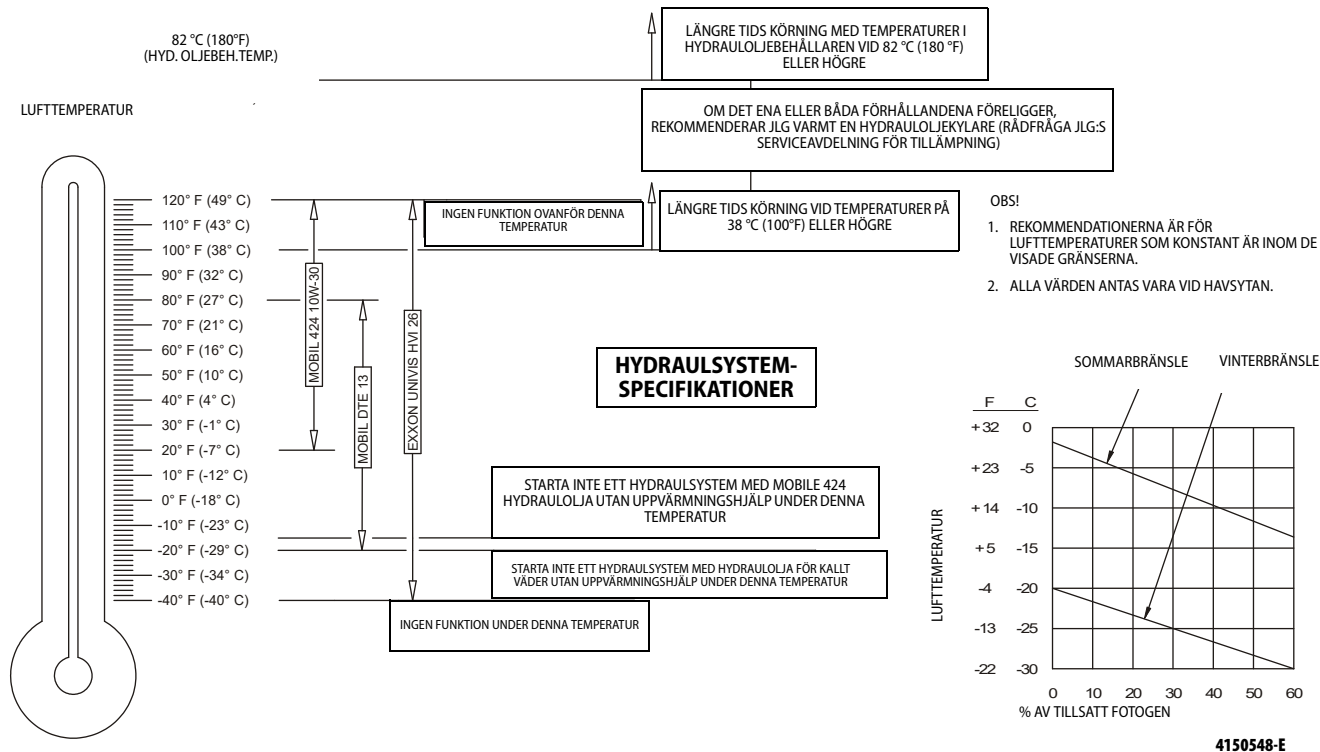 82 °C (180°F)
(HYD. OLJEBEH.TEMP.)
LUFTTEMPERATUR
LÄNGRE TIDS KÖRNING MED TEMPERATURER I
HYDRAULOLJEBEHÅLLAREN VID 82 °C (180 °F)
ELLER HÖGRE
OM DET ENA ELLER BÅDA FÖRHÅLLANDENA FÖRELIGGER,
REKOMMENDERAR JLG VARMT EN HYDRAULOLJEKYLARE (RÅDFRÅGA JLG:S
SERVICEAVDELNING FÖR TILLÄMPNING)
120° F (49° C)
110° F (43° C)
100° F (38° C)
90° F (32° C)
80° F (27° C)
70° F (21° C)
60° F (16° C)
50° F (10° C)
40° F (4° C)
30° F (-1° C)
20° F (-7° C)
10° F (-12° C)
0° F (-18° C)
-10° F (-23° C)
-20° F (-29° C)
-30° F (-34° C)
-40° F (-40° C)
MOBIL 424 10W-30
MOBIL DTE 13
EXXON UNIVIS HVI 26
INGEN FUNKTION OVANFÖR DENNA
TEMPERATUR
LÄNGRE TIDS KÖRNING VID TEMPERATURER PÅ
38 °C (100°F) ELLER HÖGRE
OBS!
1. REKOMMENDATIONERNA ÄR FÖR
LUFTTEMPERATURER SOM KONSTANT ÄR INOM DE
VISADE GRÄNSERNA.
2. ALLA VÄRDEN ANTAS VARA VID HAVSYTAN.
HYDRAULSYSTEM-
SPECIFIKATIONER
STARTA INTE ETT HYDRAULSYSTEM MED MOBILE 424
HYDRAULOLJA UTAN UPPVÄRMNINGSHJÄLP UNDER DENNA
TEMPERATUR
STARTA INTE ETT HYDRAULSYSTEM MED HYDRAULOLJA FÖR KALLT
VÄDER UTAN UPPVÄRMNINGSHJÄLP UNDER DENNA TEMPERATUR
INGEN FUNKTION UNDER DENNA TEMPERATUR
SOMMARBRÄNSLE VINTERBRÄNSLE
F C
+32 0
+23 -5
+14 -10
+5 -15
-4 -20
-13 -25
-22 -30
LUFTTEMPERATUR
0 10 20 30 40 50 60
% AV TILLSATT FOTOGEN
4150548-E